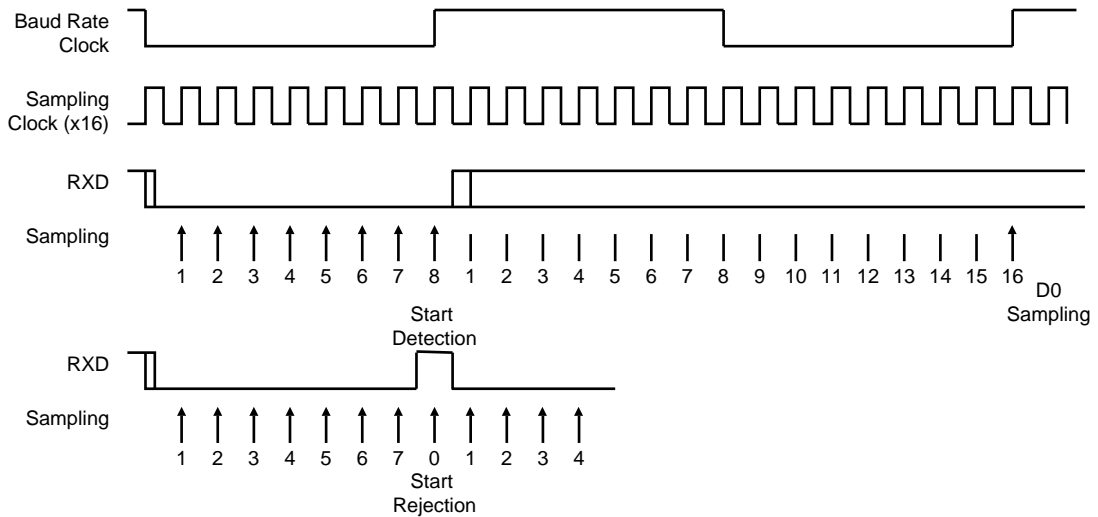 Baud Rate
Clock
Sampling
Clock (x16)
RXD
Sampling
1 2 3 4 5 6 7 8 1 2 3 4 5 6 7 8 9 10 11 12 13 14 15 16
D0
Sampling
Start
Detection
RXD
Sampling
1 2 3 4 5 6 7 0 1 2 3 4
Start
Rejection